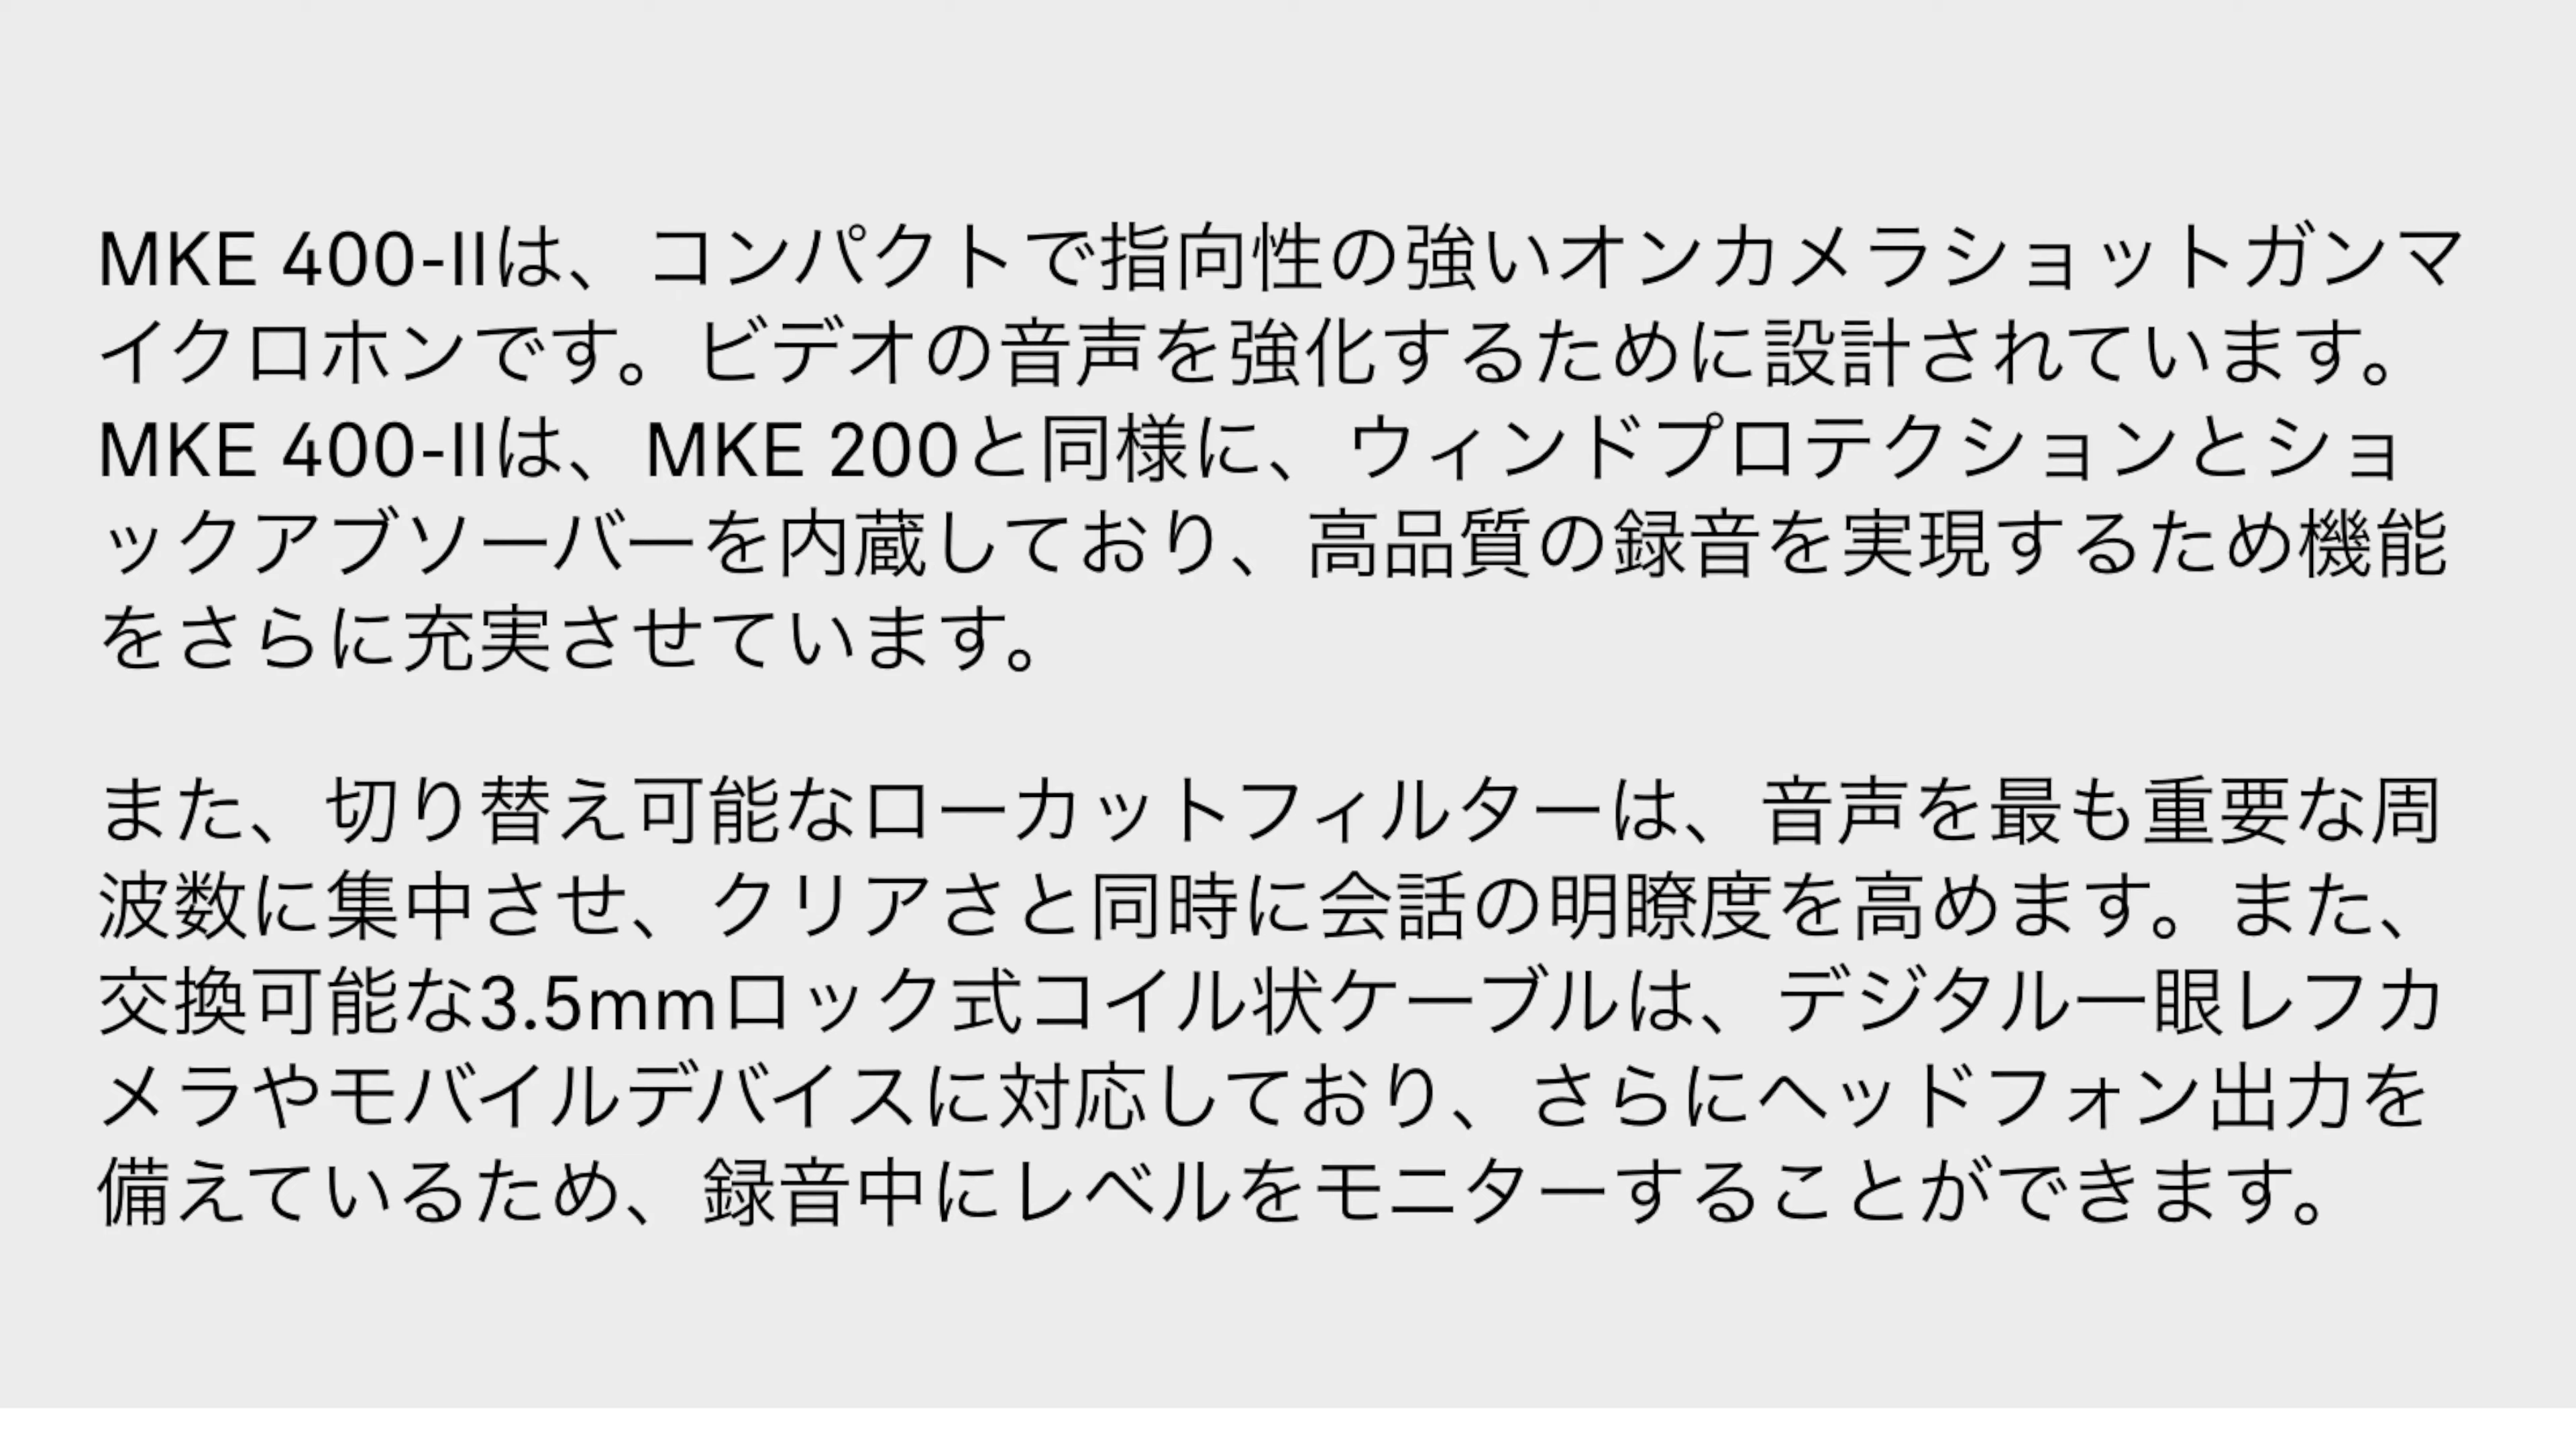 MKE 400-IIは、コンパクトで指向性の強いオンカメラショットガンマ
イクロホンです。ビデオの音声を強化するために設計されています。
MKE 400-IIは、MKE 200と同様に、ウィンドプロテクションとショ
ックアブソーバーを内蔵しており、高品質の録音を実現するため機能
をさらに充実させています。
また、切り替え可能なローカットフィルターは、音声を最も重要な周
波数に集中させ、クリアさと同時に会話の明瞭度を高めます。また、
交換可能な3.5mmロック式コイル状ケーブルは、デジタル一眼レフカ
メラやモバイルデバイスに対応しており、さらにヘッドフォン出力を
備えているため、録音中にレベルをモニターすることができます。